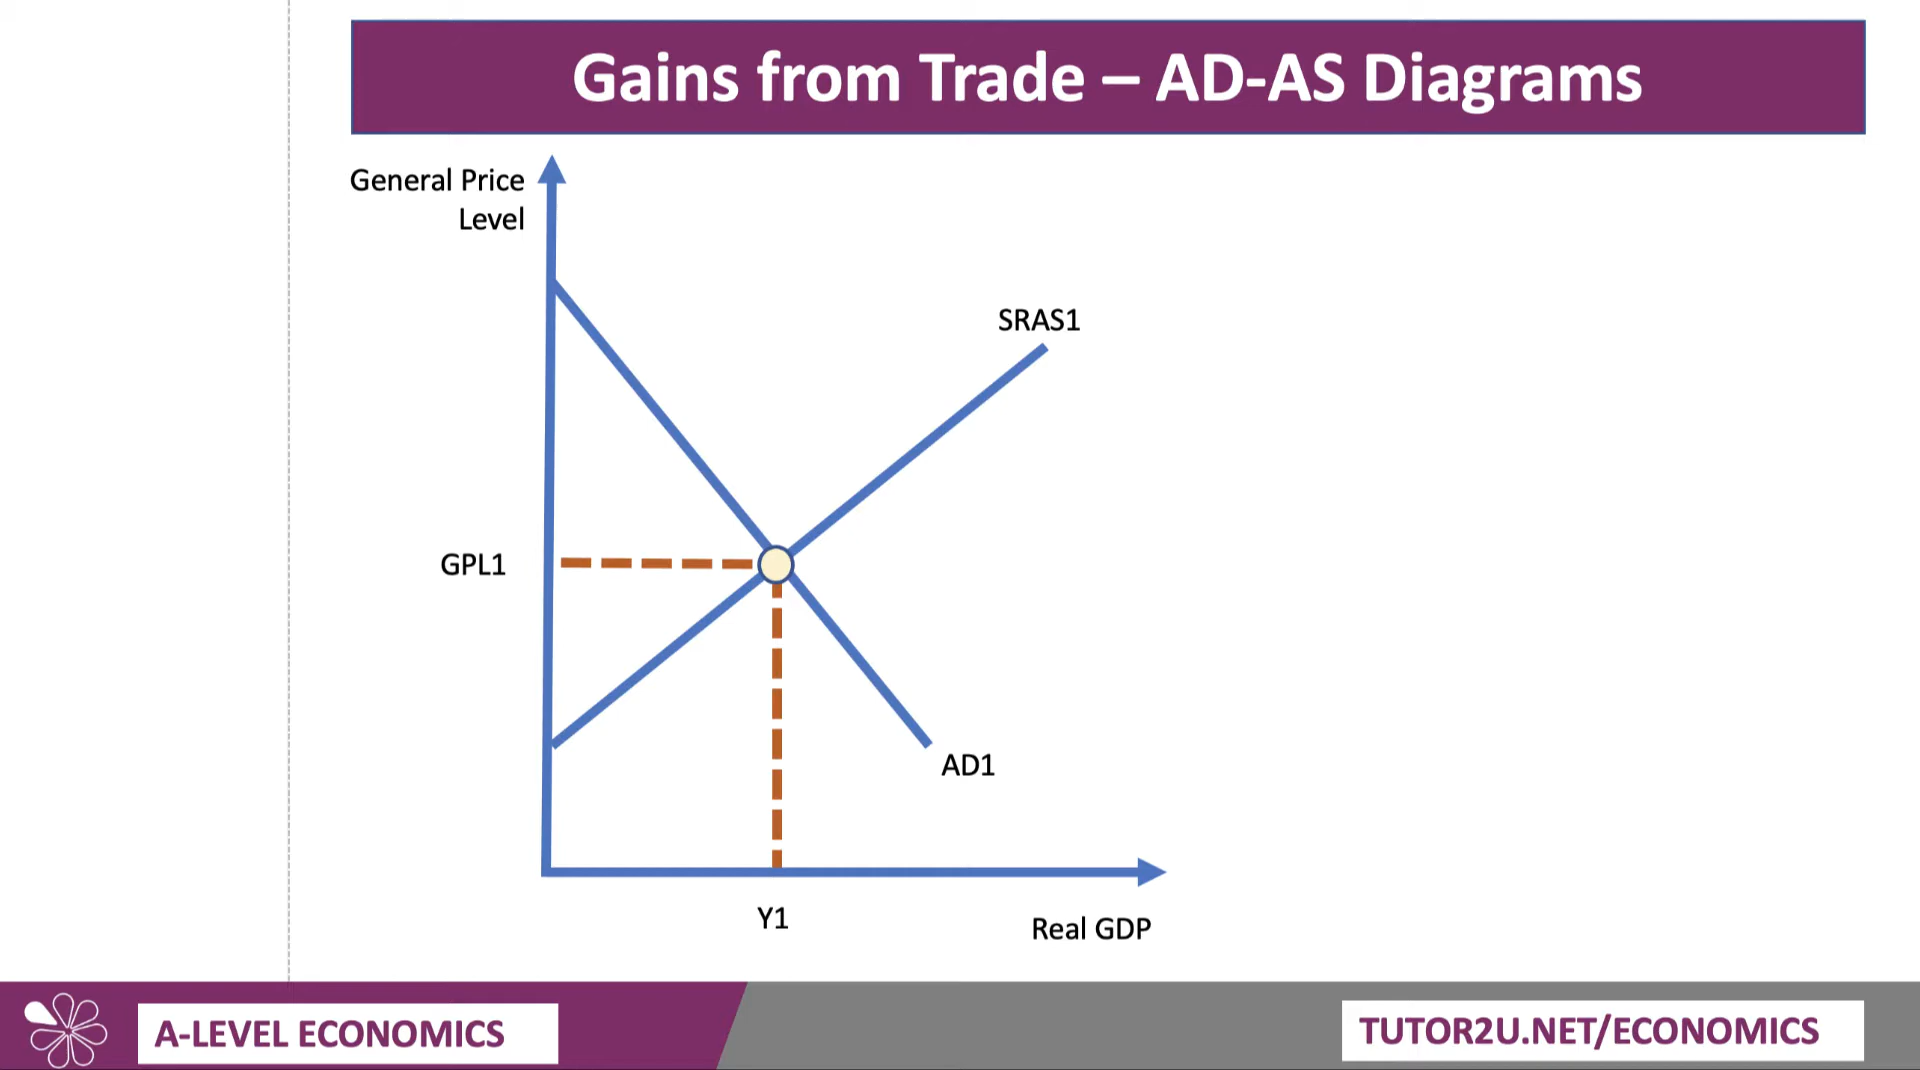 Gains from Trade – AD-AS Diagrams
General Price
Level
SRAS1
GPL1
AD1
Y1
Real GDP
A-LEVEL ECONOMICS
TUTOR2U.NET/ECONOMICS